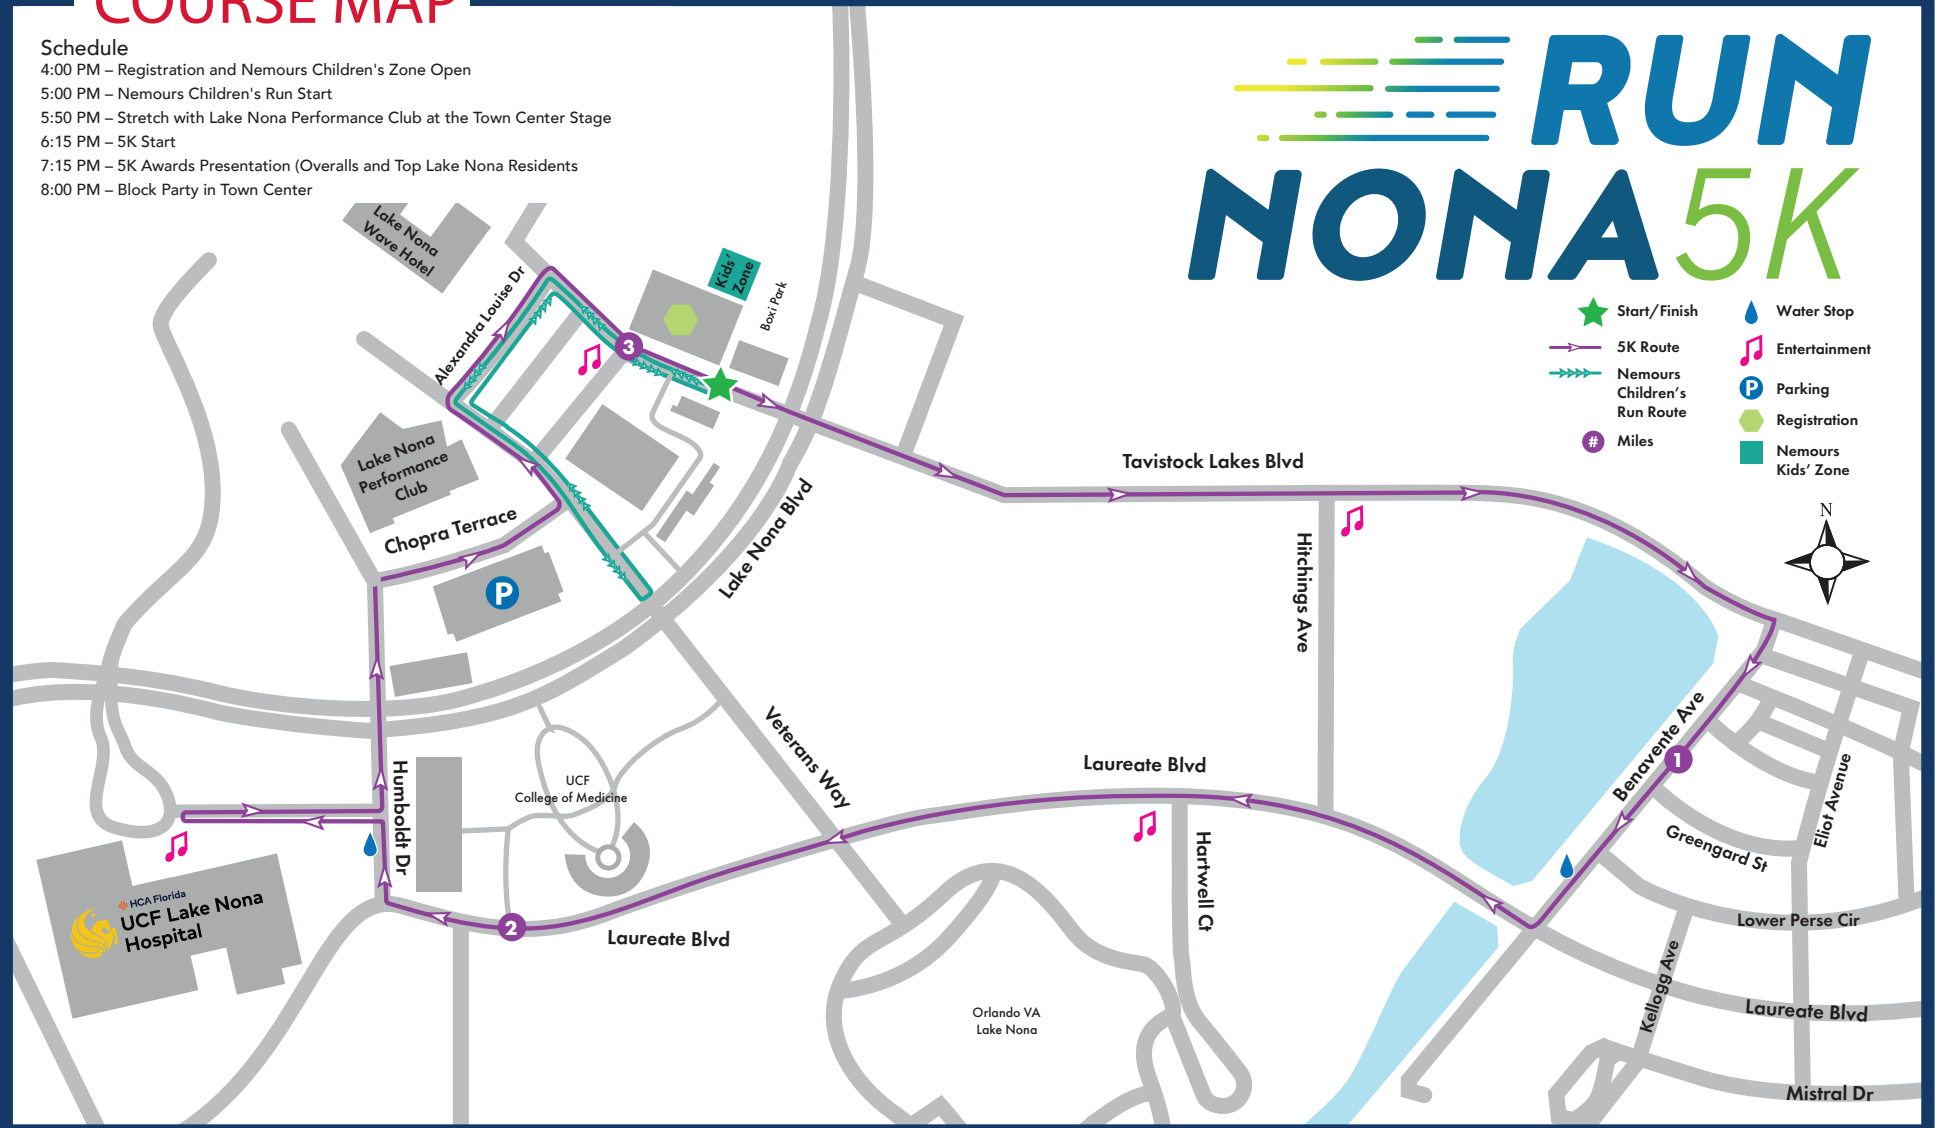 COURSE MAP
Schedule
4:00 PM – Registration and Nemours Children's Zone Open
5:00 PM – Nemours Children's Run Start
5:50 PM – Stretch with Lake Nona Performance Club at the Town Center Stage
6:15 PM – 5K Start
7:15 PM – 5K Awards Presentation (Overalls and Top Lake Nona Residents
8:00 PM – Block Party in Town Center
RUN
NONA 5K
Start/Finish
5K Route
Nemours
Children's
Run Route
# Miles
Water Stop
Entertainment
P Parking
Registration
Nemours
Kids' Zone
N
Lake Nona
Wave Hotel
Alexandra Louise Dr
Kids'
Zone
Boxi Park
3
Lake Nona
Performance
Club
Chopra Terrace
P
Lake Nona Blvd
Tavistock Lakes Blvd
Hitchings Ave
Benavente Ave
1
Eliot Avenue
Greengard St
Lower Perse Cir
Kellogg Ave
Laureate Blvd
Mistral Dr
Veterans Way
Laureate Blvd
Hartwell Ct
UCF
College of Medicine
Humboldt Dr
2
Laureate Blvd
HCA Florida
UCF Lake Nona
Hospital
Orlando VA
Lake Nona